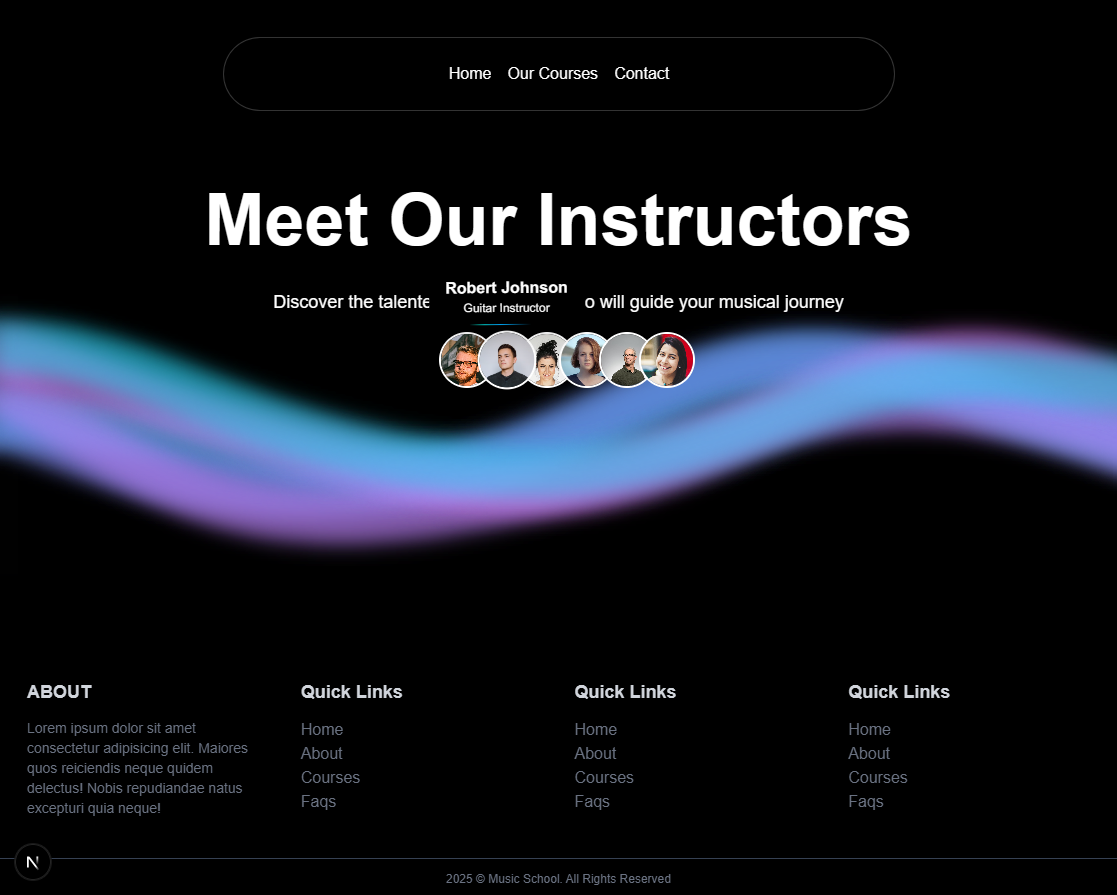 Home Our Courses Contact
Meet Our Instructors
Robert Johnson
Guitar Instructor
Discover the talente o will guide your musical journey
ABOUT
Lorem ipsum dolor sit amet
consectetur adipisicing elit. Maiores
quos reiciendis neque quidem
delectus! Nobis repudiandae natus
excepturi quia neque!
Quick Links
Home
About
Courses
Faqs
Quick Links
Home
About
Courses
Faqs
Quick Links
Home
About
Courses
Faqs
N
2025 © Music School. All Rights Reserved